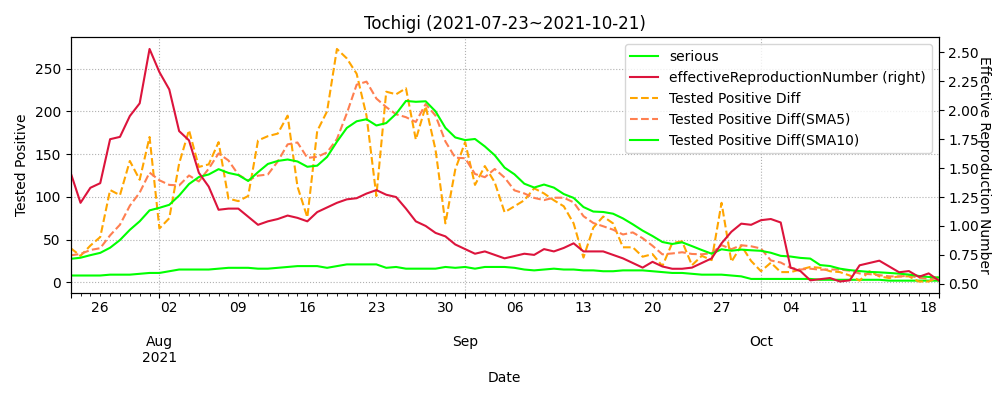 Tochigi (2021-07-23~2021-10-21)
serious
effectiveReproductionNumber (right)
Tested Positive Diff
Tested Positive Diff(SMA5)
Tested Positive Diff(SMA10)
Tested Positive
250
200
150
100
50
0
2.50
2.25
2.00
1.75
1.50
1.25
1.00
0.75
0.50
Effective Reproduction Number
26 02 09 16 23 30 06 13 20 27 04 11 18
Aug Sep Oct
2021
Date